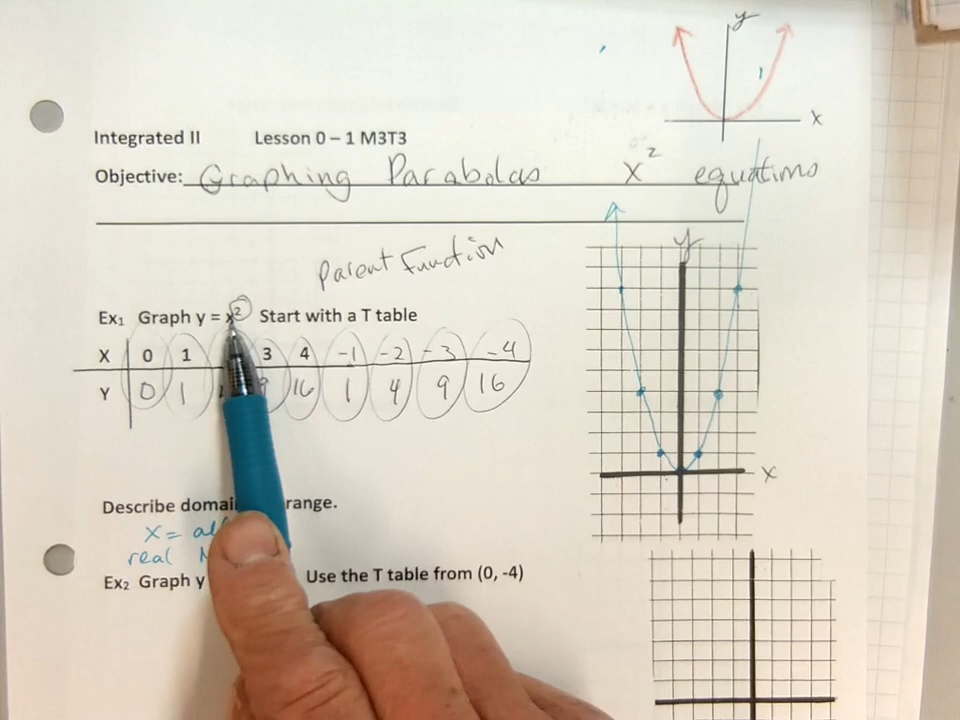 y
x
Integrated II Lesson 0 – 1 M3T3
Objective: Graphing Parabolas x² equations
Parent Function
y
Ex1 Graph y = x² Start with a T table
X 0 1 3 4 -1 -2 -3 -4
Y 0 1 9 16 1 4 9 16
x
Describe range.
x = all
real
Ex2 Graph y Use the T table from (0, -4)